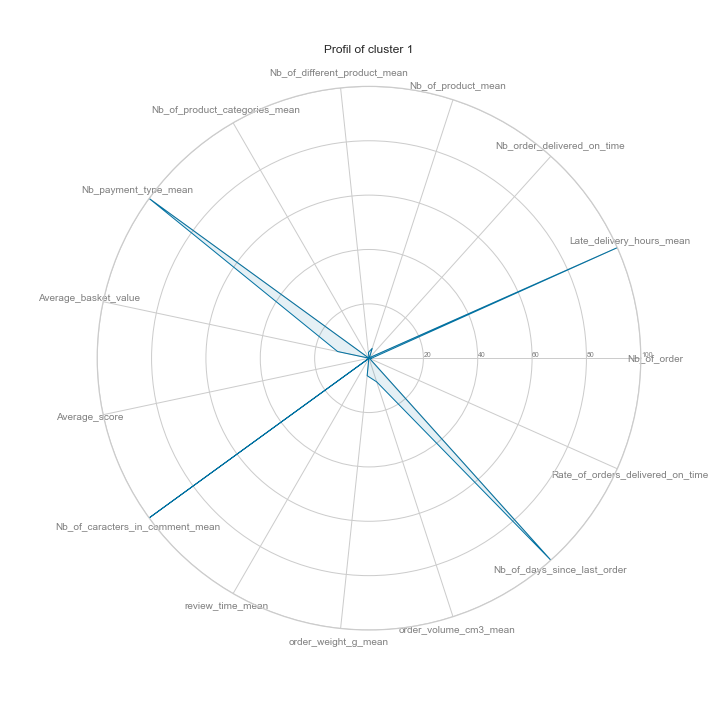 Profil of cluster 1
Nb_of_different_product_mean
Nb_of_product_mean
Nb_of_product_categories_mean
Nb_order_delivered_on_time
Nb_payment_type_mean
Late_delivery_hours_mean
Average_basket_value
20 40 60 80 100
Nb_of_order
Average_score
Rate_of_orders_delivered_on_time
Nb_of_caracters_in_comment_mean
Nb_of_days_since_last_order
review_time_mean
order_volume_cm3_mean
order_weight_g_mean